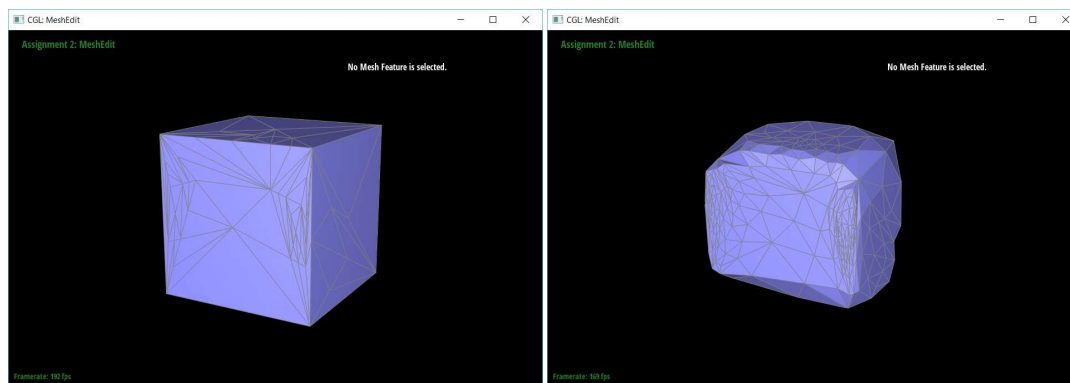 CGL: MeshEdit
Assignment 2: MeshEdit
No Mesh Feature is selected.
Framerate: 192 fps
CGL: MeshEdit
Assignment 2: MeshEdit
No Mesh Feature is selected.
Framerate: 169 fps